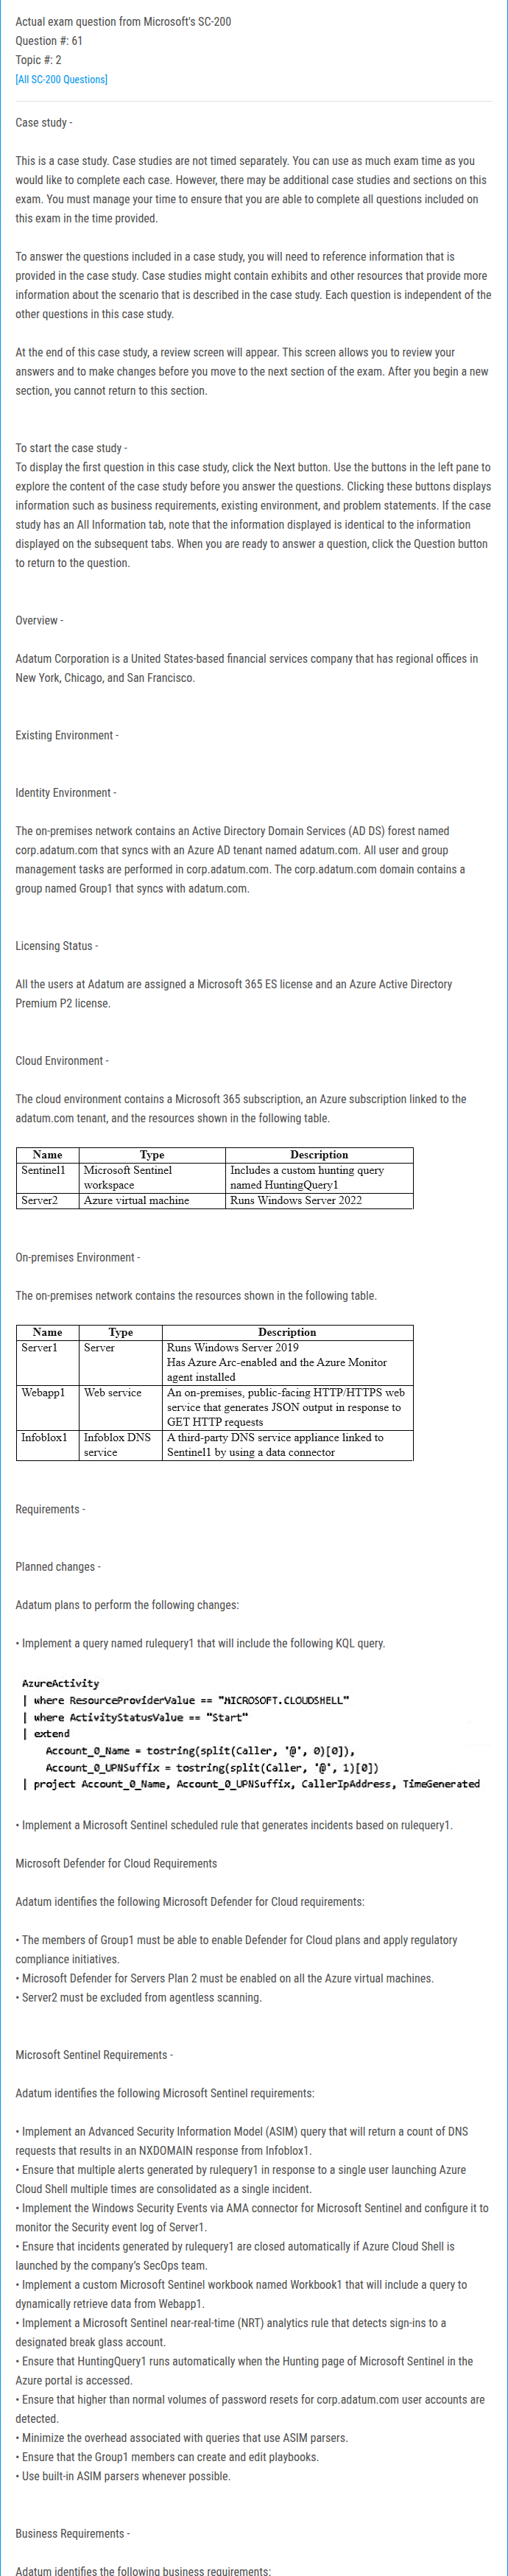 Actual exam question from Microsoft's SC-200
Question #: 61
Topic #: 2
[All SC-200 Questions]
Case study -
This is a case study. Case studies are not timed separately. You can use as much exam time as you
would like to complete each case. However, there may be additional case studies and sections on this
exam. You must manage your time to ensure that you are able to complete all questions included on
this exam in the time provided.
To answer the questions included in a case study, you will need to reference information that is
provided in the case study. Case studies might contain exhibits and other resources that provide more
information about the scenario that is described in the case study. Each question is independent of the
other questions in this case study.
At the end of this case study, a review screen will appear. This screen allows you to review your
answers and to make changes before you move to the next section of the exam. After you begin a new
section, you cannot return to this section.
To start the case study -
To display the first question in this case study, click the Next button. Use the buttons in the left pane to
explore the content of the case study before you answer the questions. Clicking these buttons displays
information such as business requirements, existing environment, and problem statements. If the case
study has an All Information tab, note that the information displayed is identical to the information
displayed on the subsequent tabs. When you are ready to answer a question, click the Question button
to return to the question.
Overview -
Adatum Corporation is a United States-based financial services company that has regional offices in
New York, Chicago, and San Francisco.
Existing Environment -
Identity Environment -
The on-premises network contains an Active Directory Domain Services (AD DS) forest named
corp.adatum.com that syncs with an Azure AD tenant named adatum.com. All user and group
management tasks are performed in corp.adatum.com. The corp.adatum.com domain contains a
group named Group1 that syncs with adatum.com.
Licensing Status -
All the users at Adatum are assigned a Microsoft 365 ES license and an Azure Active Directory
Premium P2 license.
Cloud Environment -
The cloud environment contains a Microsoft 365 subscription, an Azure subscription linked to the
adatum.com tenant, and the resources shown in the following table.
Name Type Description
Sentinel1 Microsoft Sentinel Includes a custom hunting query
workspace named HuntingQuery1
Server2 Azure virtual machine Runs Windows Server 2022
On-premises Environment -
The on-premises network contains the resources shown in the following table.
Name Type Description
Server1 Server Runs Windows Server 2019
Has Azure Arc-enabled and the Azure Monitor
agent installed
Webapp1 Web service An on-premises, public-facing HTTP/HTTPS web
service that generates JSON output in response to
GET HTTP requests
Infoblox1 Infoblox DNS A third-party DNS service appliance linked to
service Sentinel1 by using a data connector
Requirements -
Planned changes -
Adatum plans to perform the following changes:
• Implement a query named rulequery1 that will include the following KQL query.
AzureActivity
| where ResourceProviderValue == "MICROSOFT.CLOUDSHELL"
| where ActivityStatusValue == "Start"
| extend
Account_0_Name = tostring(split(Caller, '@', 0)[0]),
Account_0_UPNSuffix = tostring(split(Caller, '@', 1)[0])
| project Account_0_Name, Account_0_UPNSuffix, CallerIpAddress, TimeGenerated
• Implement a Microsoft Sentinel scheduled rule that generates incidents based on rulequery1.
Microsoft Defender for Cloud Requirements
Adatum identifies the following Microsoft Defender for Cloud requirements:
• The members of Group1 must be able to enable Defender for Cloud plans and apply regulatory
compliance initiatives.
• Microsoft Defender for Servers Plan 2 must be enabled on all the Azure virtual machines.
• Server2 must be excluded from agentless scanning.
Microsoft Sentinel Requirements -
Adatum identifies the following Microsoft Sentinel requirements:
• Implement an Advanced Security Information Model (ASIM) query that will return a count of DNS
requests that results in an NXDOMAIN response from Infoblox1.
• Ensure that multiple alerts generated by rulequery1 in response to a single user launching Azure
Cloud Shell multiple times are consolidated as a single incident.
• Implement the Windows Security Events via AMA connector for Microsoft Sentinel and configure it to
monitor the Security event log of Server1.
• Ensure that incidents generated by rulequery1 are closed automatically if Azure Cloud Shell is
launched by the company's SecOps team.
• Implement a custom Microsoft Sentinel workbook named Workbook1 that will include a query to
dynamically retrieve data from Webapp1.
• Implement a Microsoft Sentinel near-real-time (NRT) analytics rule that detects sign-ins to a
designated break glass account.
• Ensure that HuntingQuery1 runs automatically when the Hunting page of Microsoft Sentinel in the
Azure portal is accessed.
• Ensure that higher than normal volumes of password resets for corp.adatum.com user accounts are
detected.
• Minimize the overhead associated with queries that use ASIM parsers.
• Ensure that the Group1 members can create and edit playbooks.
• Use built-in ASIM parsers whenever possible.
Business Requirements -
Adatum identifies the following business requirements: